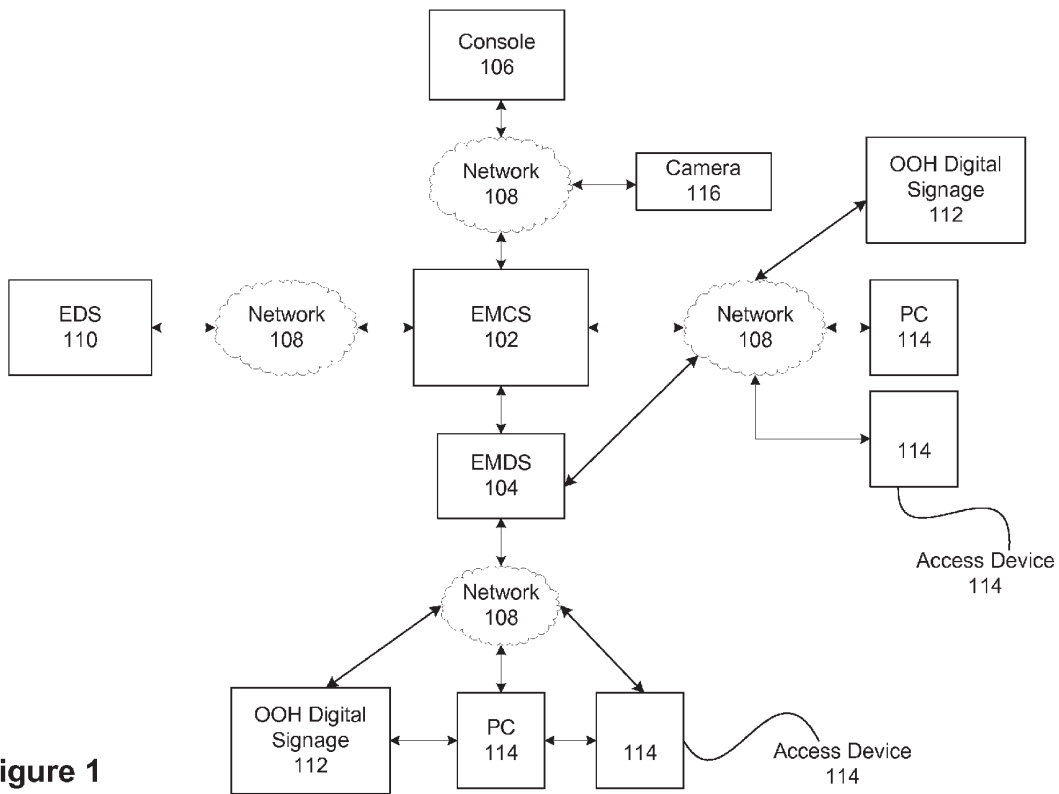 Console
106
Network
108
Camera
116
OOH Digital
Signage
112
EDS
110
Network
108
EMCS
102
Network
108
PC
114
EMDS
104
114
Access Device
114
Network
108
OOH Digital
Signage
112
PC
114
114
Access Device
114
igure 1